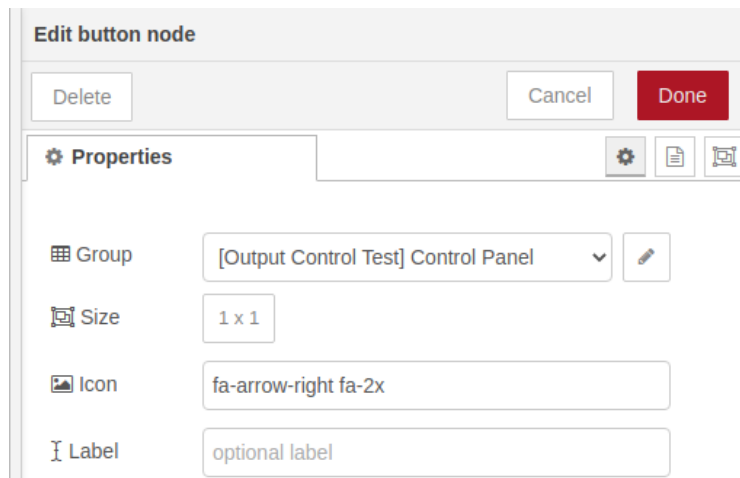 Edit button node
Delete Cancel Done
Properties
Group [Output Control Test] Control Panel
Size 1 x 1
Icon fa-arrow-right fa-2x
Label optional label